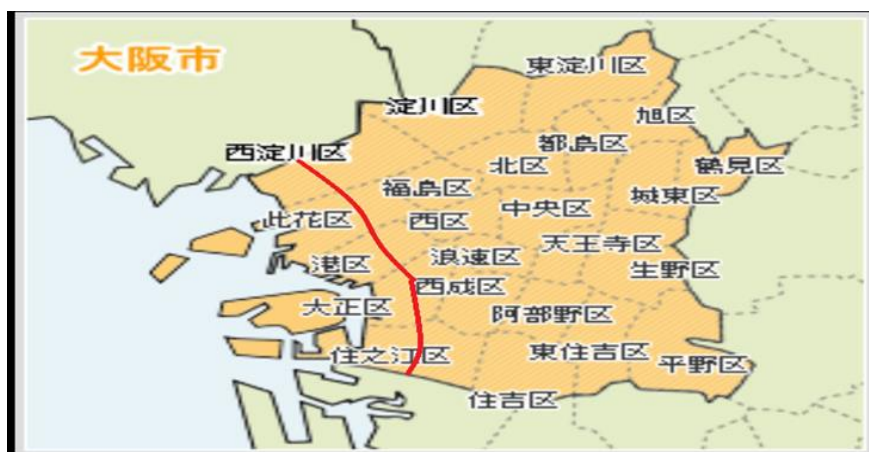 大阪市
東淀川区
淀川区
旭区
都島区
西淀川区
北区
鶴見区
福島区
城東区
此花区
西区
中央区
天王寺区
浪速区
港区
生野区
西成区
大正区
阿部野区
住之江区
東住吉区
平野区
住吉区